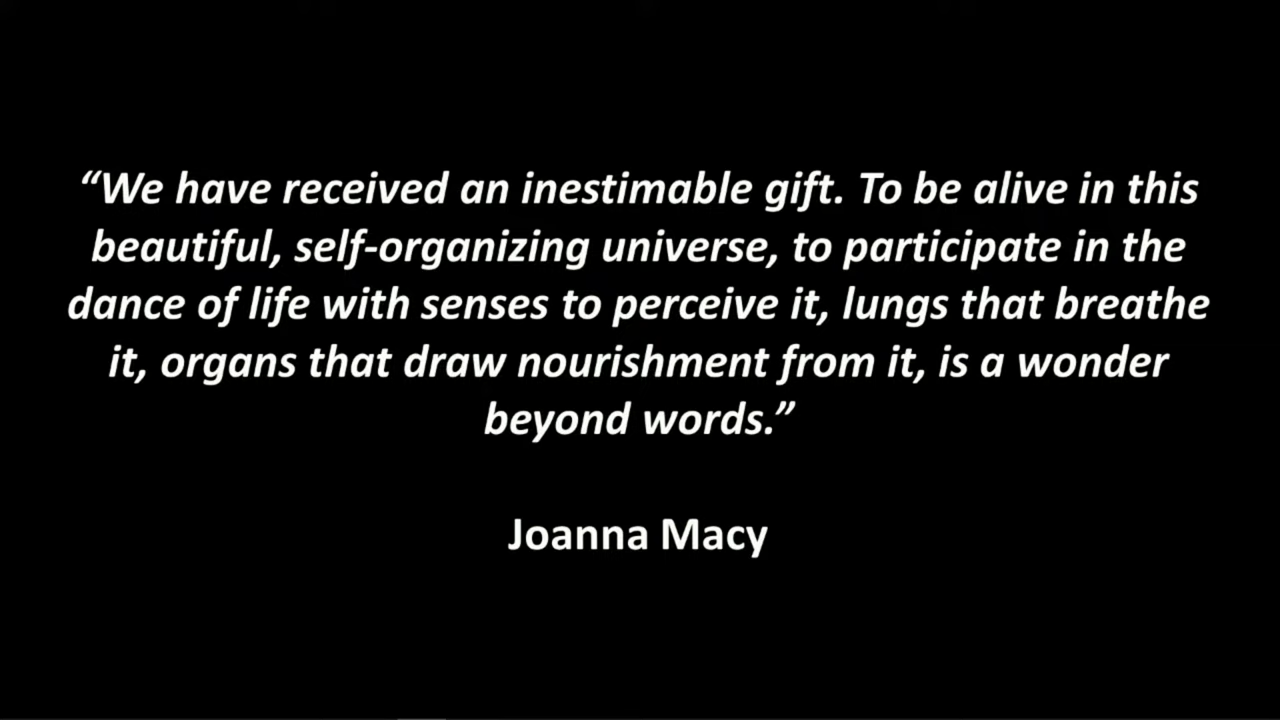 “We have received an inestimable gift. To be alive in this
beautiful, self-organizing universe, to participate in the
dance of life with senses to perceive it, lungs that breathe
it, organs that draw nourishment from it, is a wonder
beyond words.”
Joanna Macy